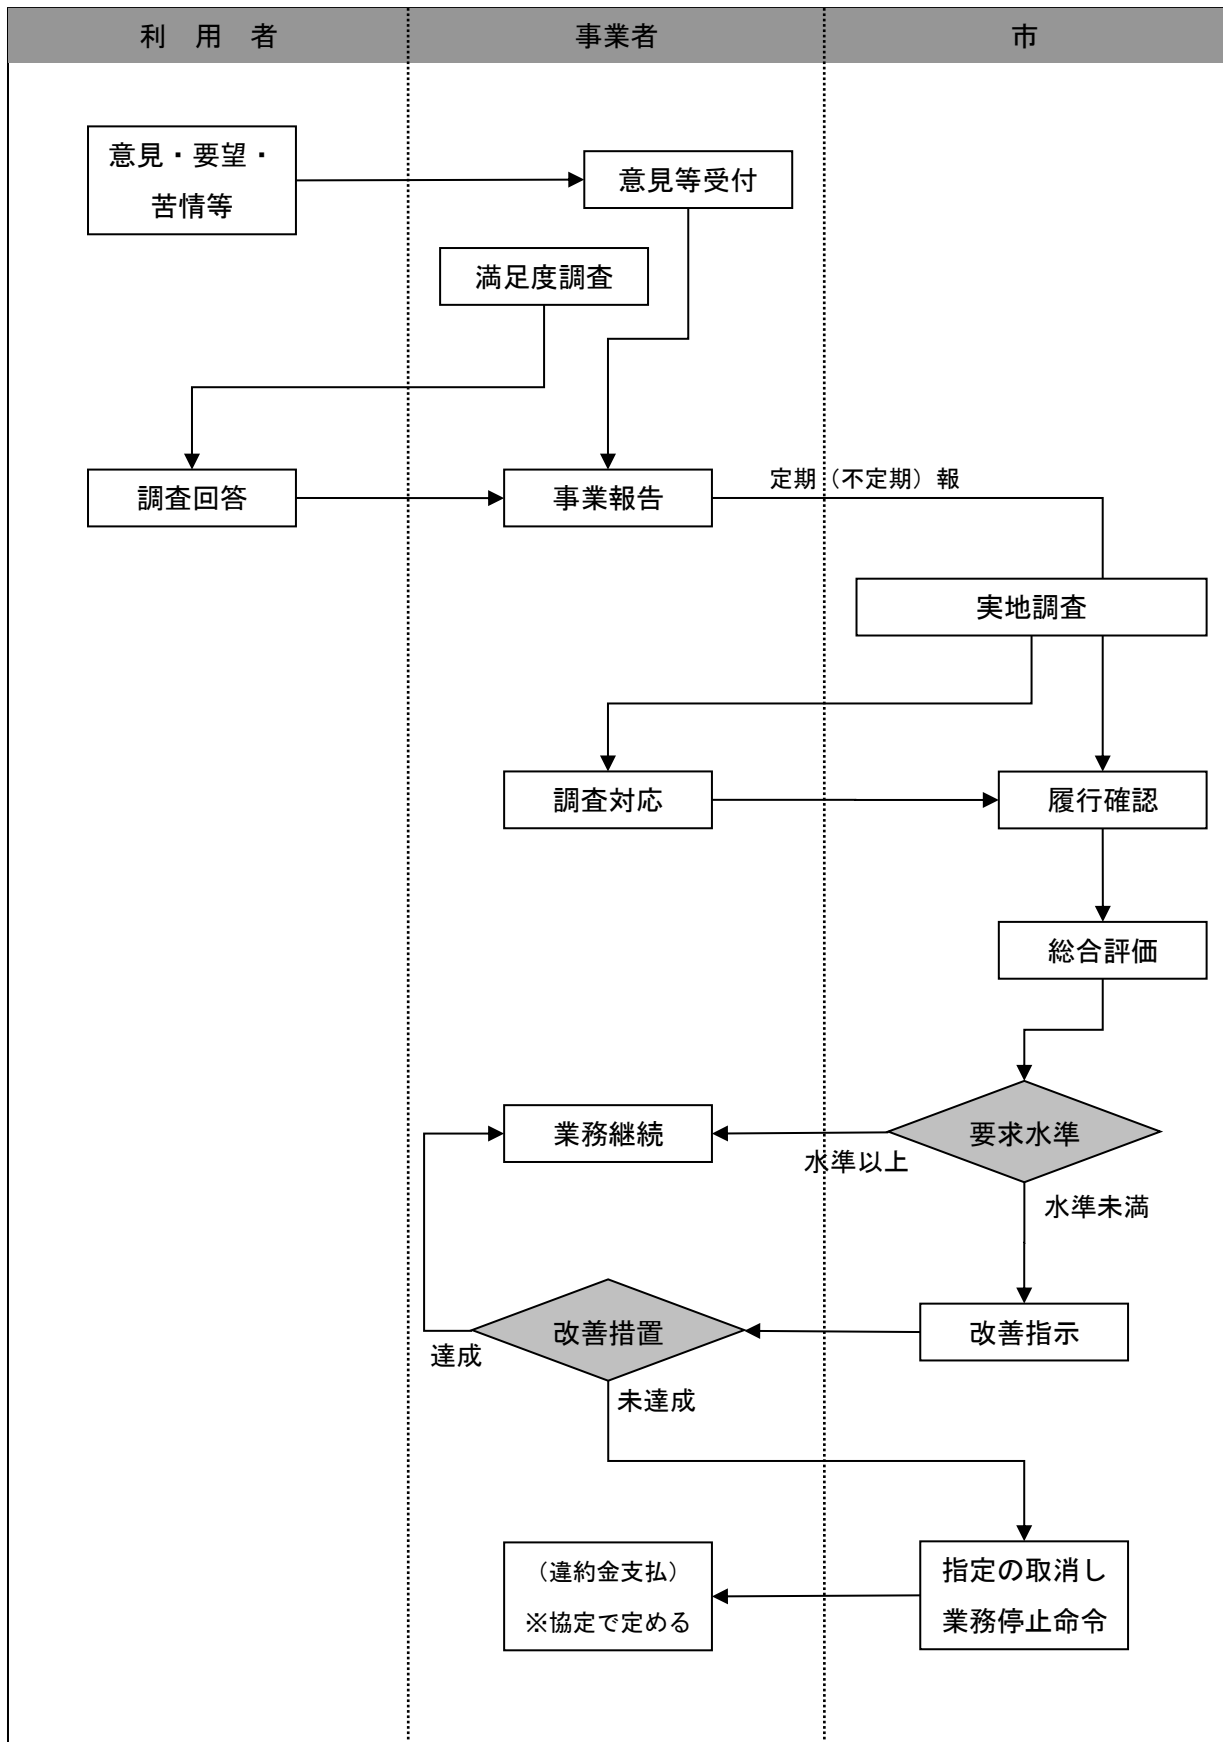 利　用　者
事業者
市
意見・要望・
苦情等
意見等受付
満足度調査
調査回答
事業報告
定期（不定期）報
実地調査
調査対応
履行確認
総合評価
業務継続
要求水準
水準以上
水準未満
改善措置
改善指示
達成
未達成
（違約金支払）
※協定で定める
指定の取消し
業務停止命令